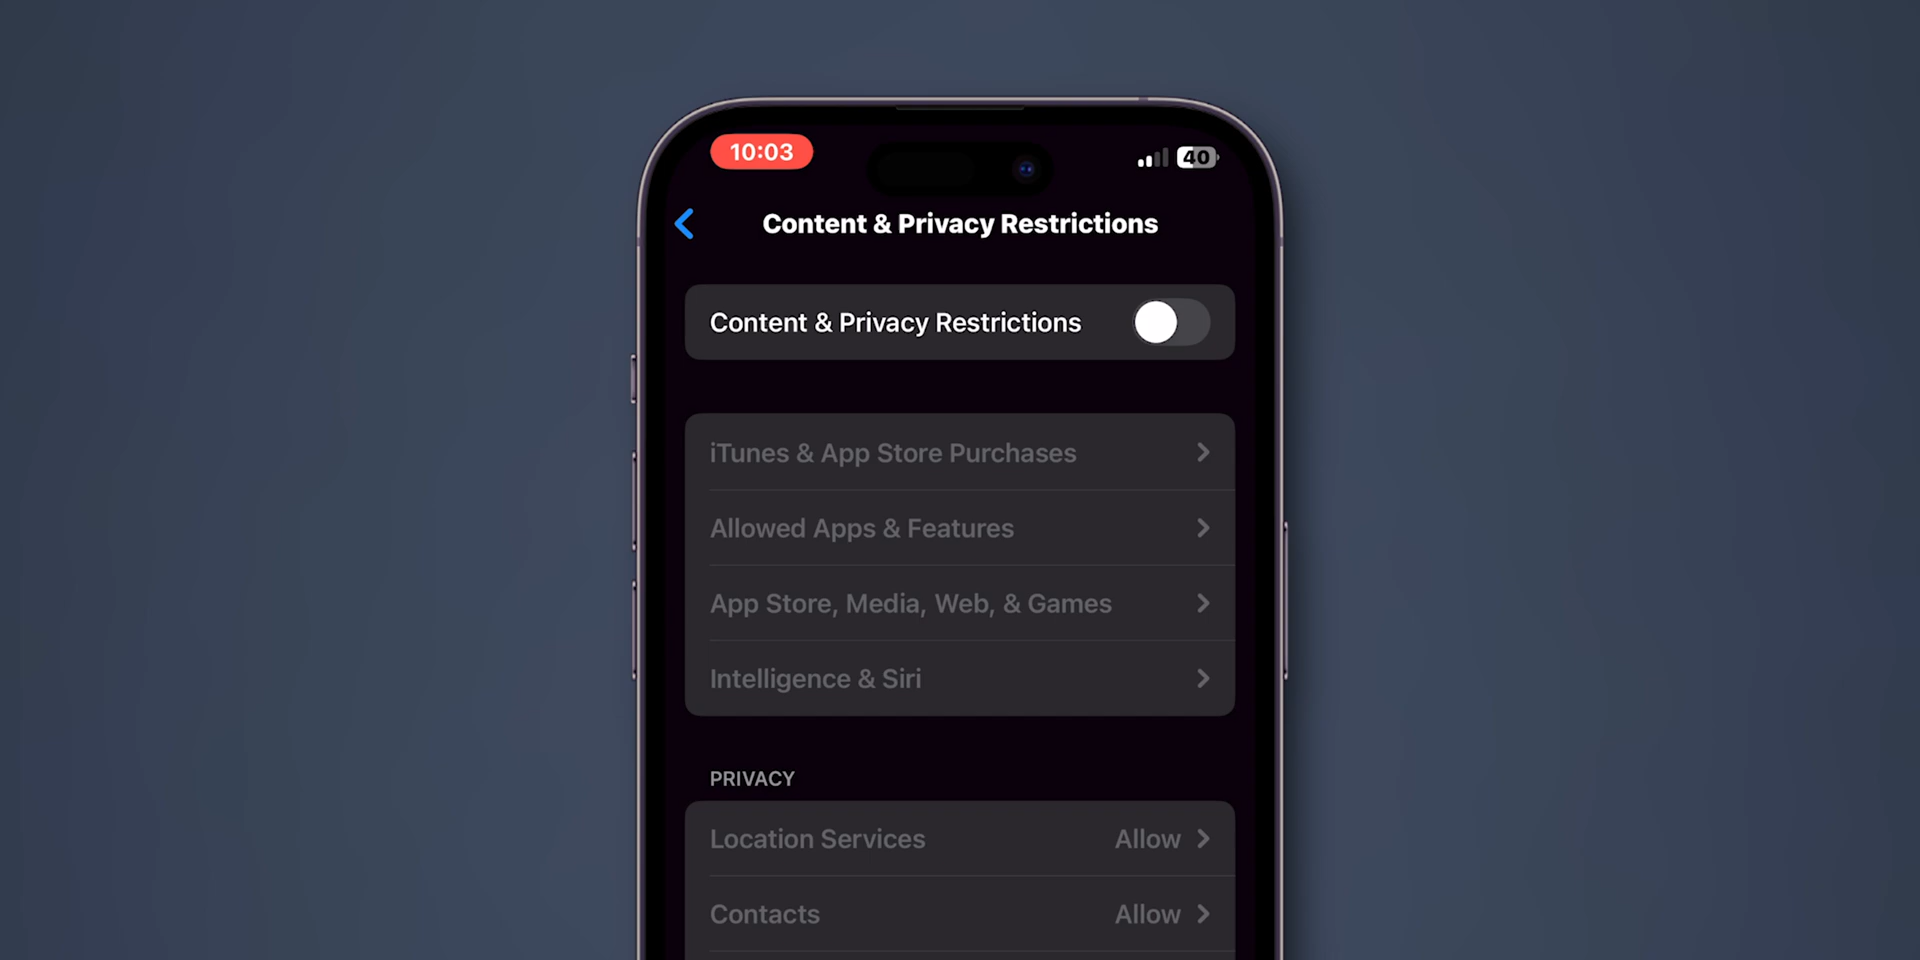 10:03
40
Content & Privacy Restrictions
Content & Privacy Restrictions
iTunes & App Store Purchases
Allowed Apps & Features
App Store, Media, Web, & Games
Intelligence & Siri
PRIVACY
Location Services Allow
Contacts Allow